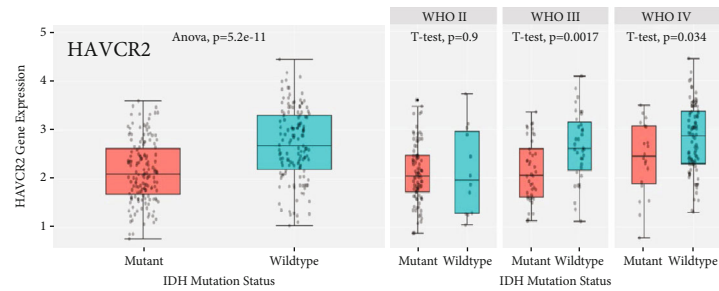 WHO II WHO III WHO IV
HAVCR2
Anova, p=5.2e-11
T-test, p=0.9 T-test, p=0.0017 T-test, p=0.034
HAVCR2 Gene Expression
5
4
3
2
1
Mutant Wildtype
Mutant Wildtype Mutant Wildtype Mutant Wildtype
IDH Mutation Status
IDH Mutation Status